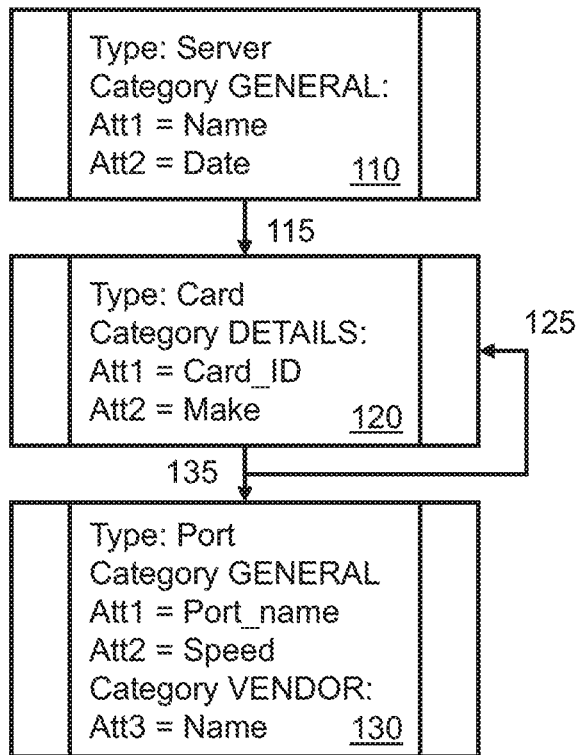 Type: Server
Category GENERAL:
Att1 = Name
Att2 = Date 110
115
Type: Card
Category DETAILS:
Att1 = Card_ID
Att2 = Make 120
125
135
Type: Port
Category GENERAL
Att1 = Port_name
Att2 = Speed
Category VENDOR:
Att3 = Name 130